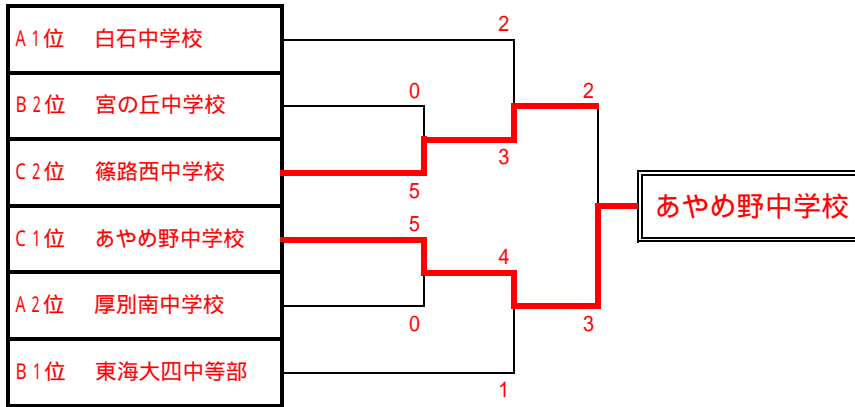 A1位 白石中学校
B2位 宮の丘中学校
C2位 篠路西中学校
C1位 あやめ野中学校
A2位 厚別南中学校
B1位 東海大四中等部
2
0
5
5
0
3
4
1
2
3
あやめ野中学校